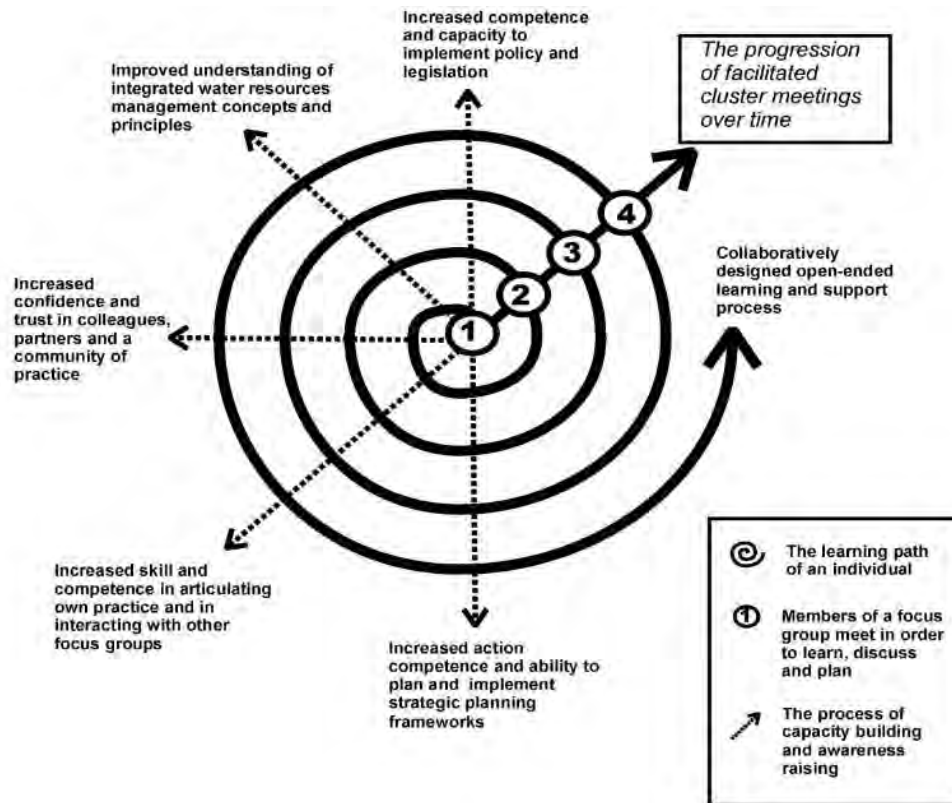 Increased competence
and capacity to
implement policy and
legislation
The progression
of facilitated
cluster meetings
over time
Improved understanding of
integrated water resources
management concepts and
principles
4
3
2
1
Collaboratively
designed open-ended
learning and support
process
Increased
confidence and
trust in colleagues,
partners and a
community of
practice
Increased skill and
competence in articulating
own practice and in
interacting with other
focus groups
Increased action
competence and ability to
plan and implement
strategic planning
frameworks
The learning path
of an individual
1
Members of a focus
group meet in order
to learn, discuss
and plan
The process of
capacity building
and awareness
raising